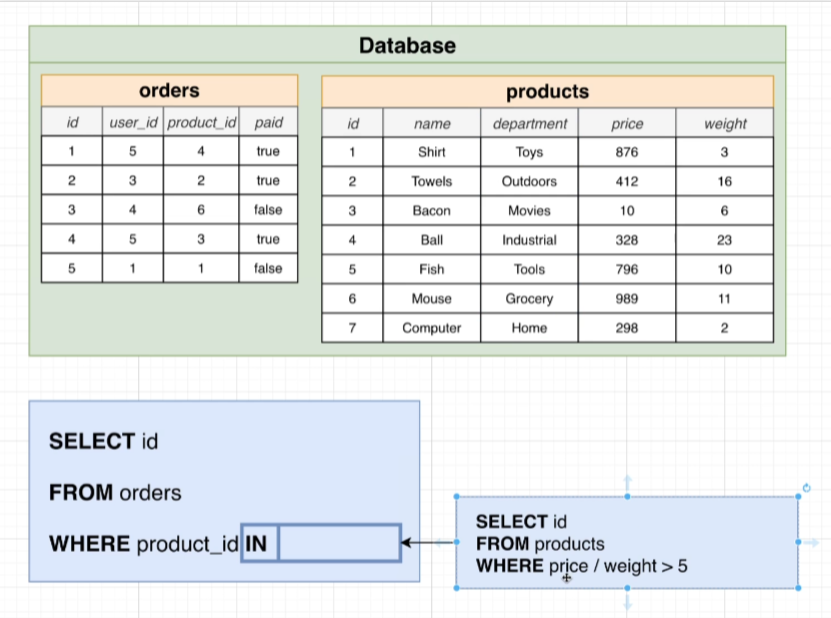 Database
orders
id user_id product_id paid
1 5 4 true
2 3 2 true
3 4 6 false
4 5 3 true
5 1 1 false
products
id name department price weight
1 Shirt Toys 876 3
2 Towels Outdoors 412 16
3 Bacon Movies 10 6
4 Ball Industrial 328 23
5 Fish Tools 796 10
6 Mouse Grocery 989 11
7 Computer Home 298 2
SELECT id
FROM orders
WHERE product_id IN
SELECT id
FROM products
WHERE price / weight > 5